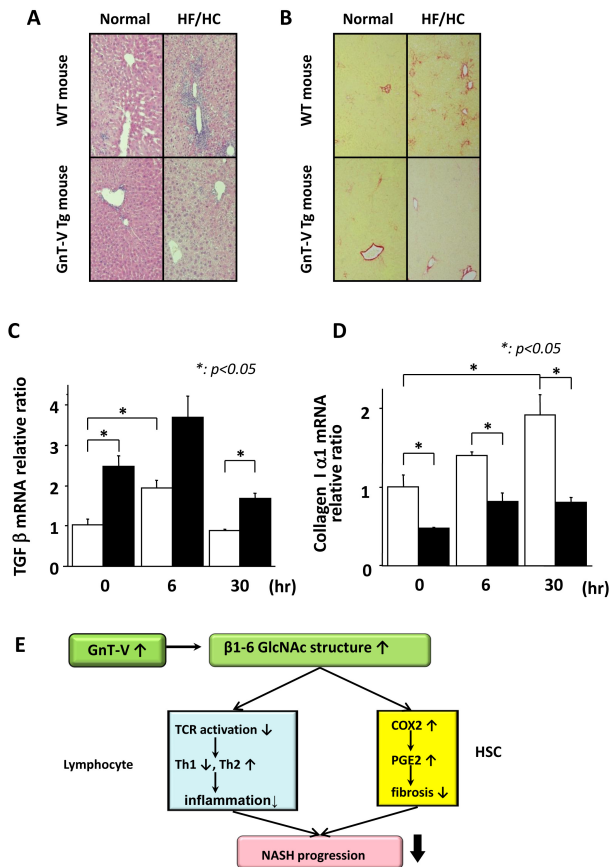 A
Normal
HF/HC
WT mouse
GnT-V Tg mouse
B
Normal
HF/HC
WT mouse
GnT-V Tg mouse
C
*: p<0.05
TGF β mRNA relative ratio
4
3
2
1
0
*
*
*
0
6
30
(hr)
D
*: p<0.05
Collagen I α1 mRNA
relative ratio
2
1
0
*
*
*
*
0
6
30
(hr)
E
GnT-V ↑
β1-6 GlcNAc structure ↑
Lymphocyte
TCR activation ↓
Th1 ↓, Th2 ↑
inflammation↓
COX2 ↑
PGE2 ↑
fibrosis ↓
HSC
NASH progression